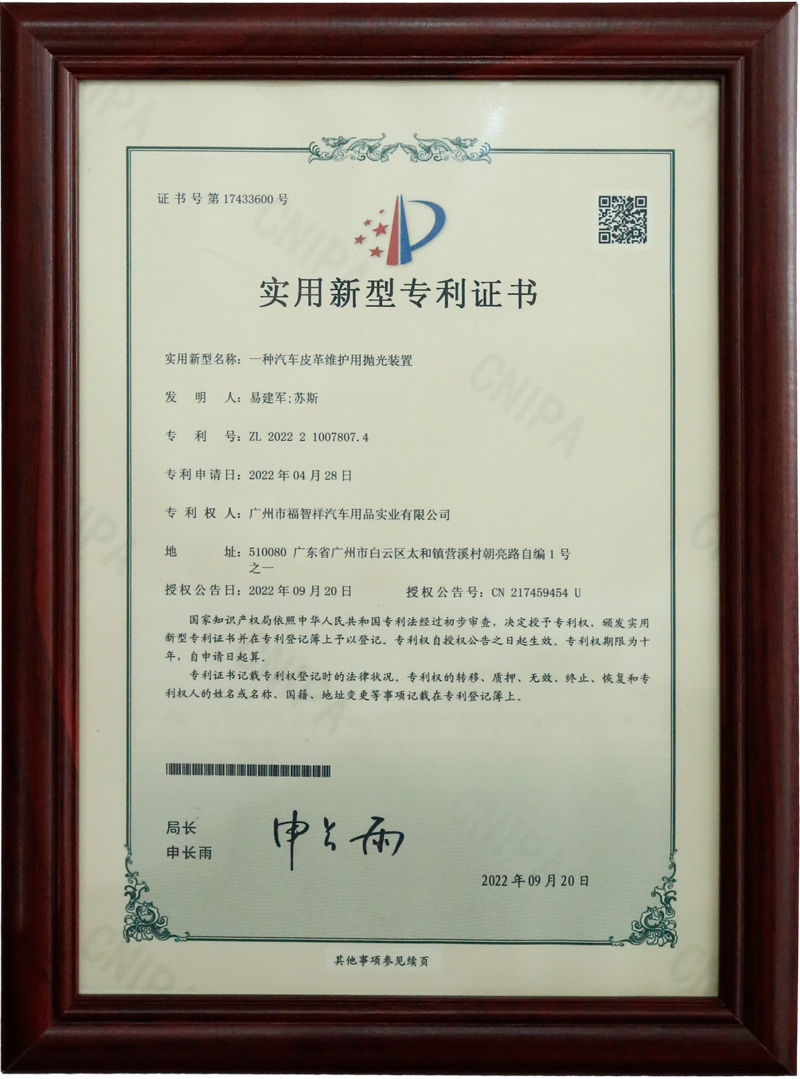 证书号第17433600号
实用新型专利证书
实用新型名称：一种汽车皮革维护用抛光装置
发明人：易建军;苏斯
专利号：ZL 2022 2 1007807.4
专利申请日：2022年04月28日
专利权人：广州市福智祥汽车用品实业有限公司
地址：510080 广东省广州市白云区太和镇营溪村朝亮路自编1号
之一
授权公告日：2022年09月20日 授权公告号：CN 217459454 U
国家知识产权局依照中华人民共和国专利法经过初步审查，决定授予专利权，颁发实用
新型专利证书并在专利登记簿上予以登记。专利权自授权公告之日起生效。专利权期限为十
年，自申请日起算。
专利证书记载专利权登记时的法律状况。专利权的转移、质押、无效、终止、恢复和专
利权人的姓名或名称、国籍、地址变更等事项记载在专利登记簿上。
局长
申长雨
申长雨
2022年09月20日
其他事项参见续页
CNIPA
CNIPA
CNIPA
CNIPA
CNIPA